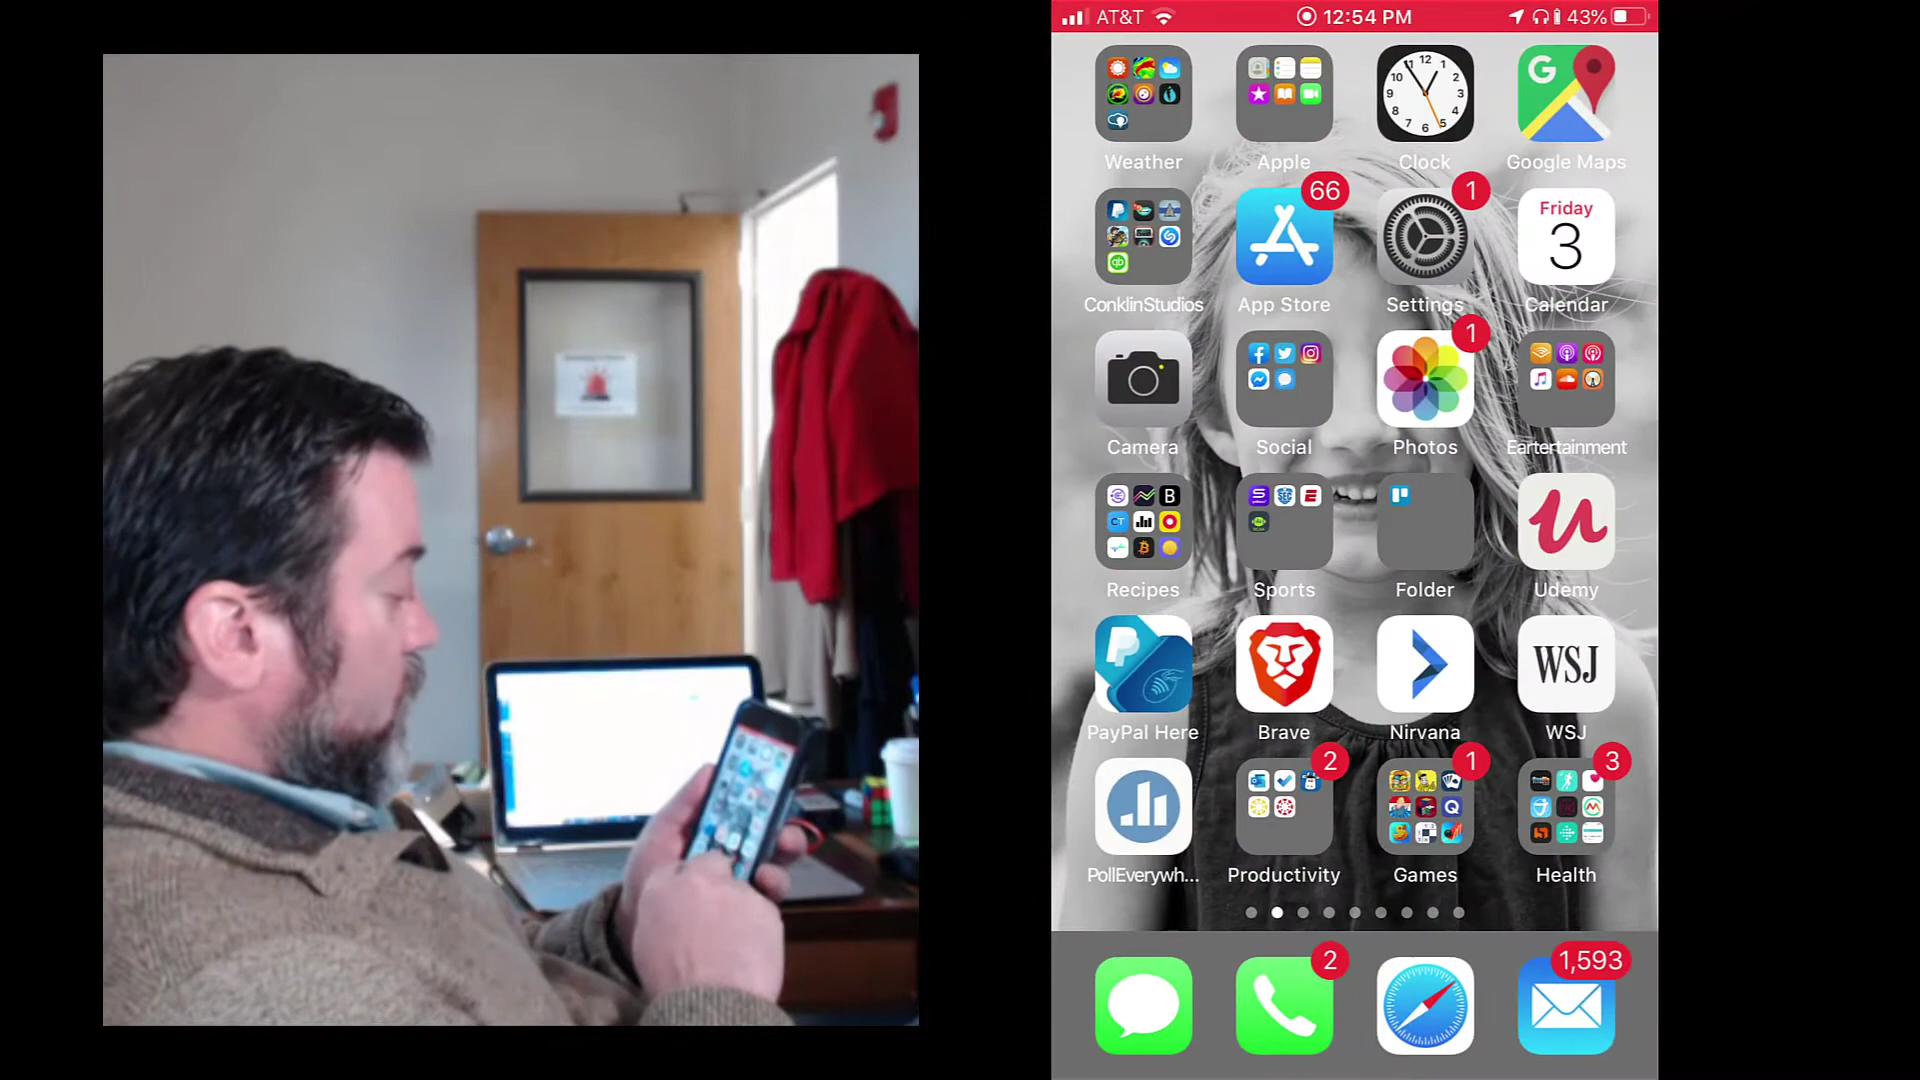 AT&T 12:54 PM 43%
Weather Apple Clock Google Maps
66 1
Friday
3
ConklinStudios App Store Settings Calendar
1
Camera Social Photos Eartertainment
Recipes Sports Folder Udemy
WSJ
PayPal Here Brave Nirvana WSJ
2 1 3
PollEverywh... Productivity Games Health
2 1,593